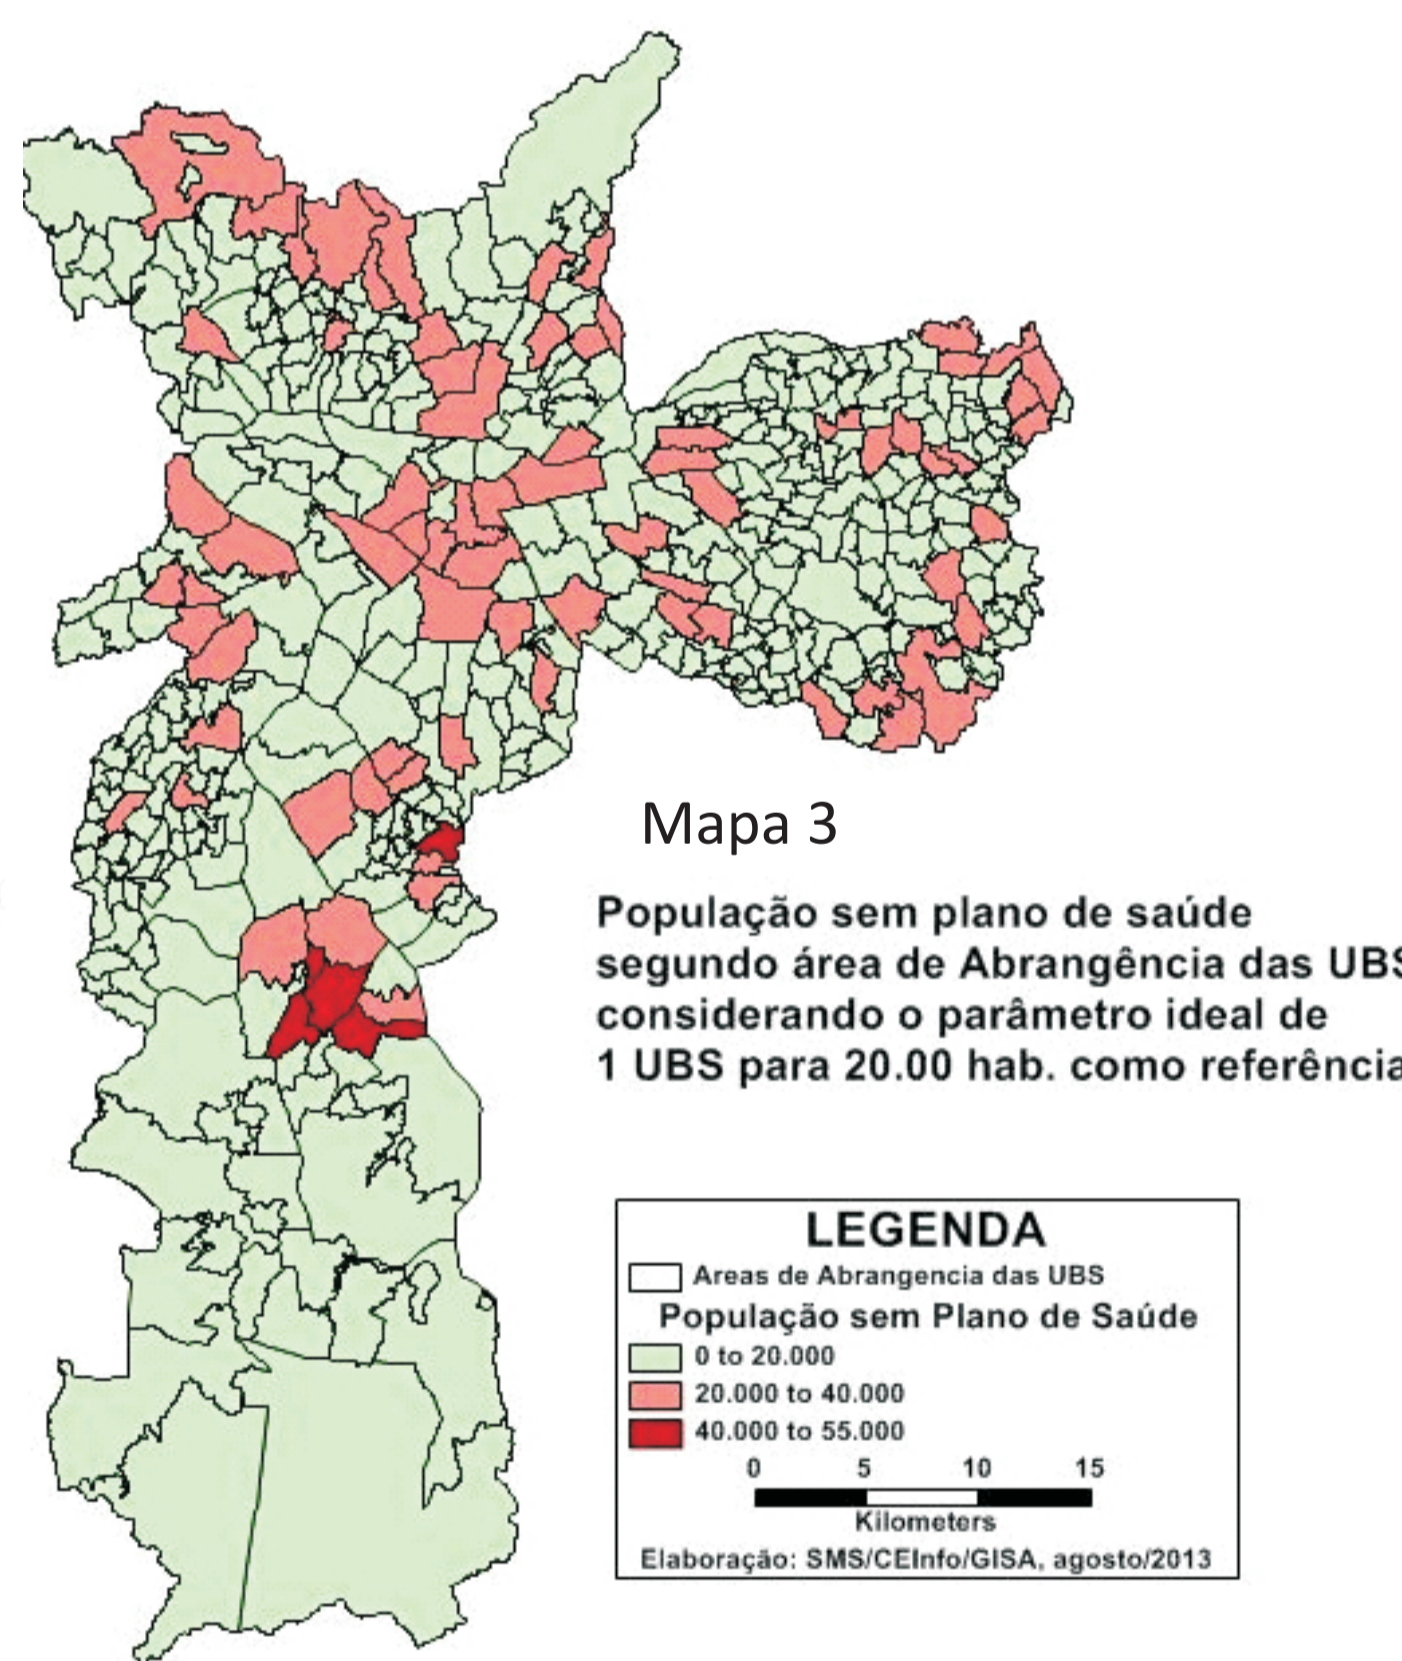 Mapa 3
População sem plano de saúde
segundo área de Abrangência das UBS
considerando o parâmetro ideal de
1 UBS para 20.00 hab. como referência
LEGENDA
Areas de Abrangencia das UBS
População sem Plano de Saúde
0 to 20.000
20.000 to 40.000
40.000 to 55.000
0 5 10 15
Kilometers
Elaboração: SMS/CEInfo/GISA, agosto/2013